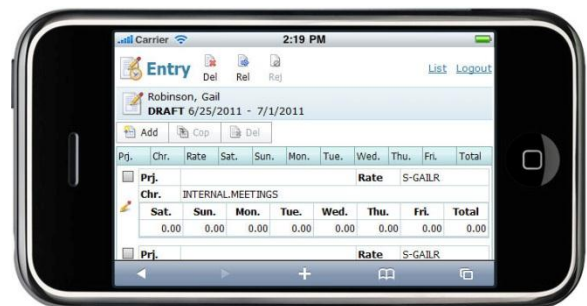 Carrier 2:19 PM
Entry Del Rel Rej List Logout
Robinson, Gail
DRAFT 6/25/2011 - 7/1/2011
Add Cop Del
Prj. Chr. Rate Sat. Sun. Mon. Tue. Wed. Thu. Fri. Total
Prj. Rate S-GAILR
Chr. INTERNAL.MEETINGS
Sat. Sun. Mon. Tue. Wed. Thu. Fri. Total
0.00 0.00 0.00 0.00 0.00 0.00 0.00 0.00
Prj. Rate S-GAILR